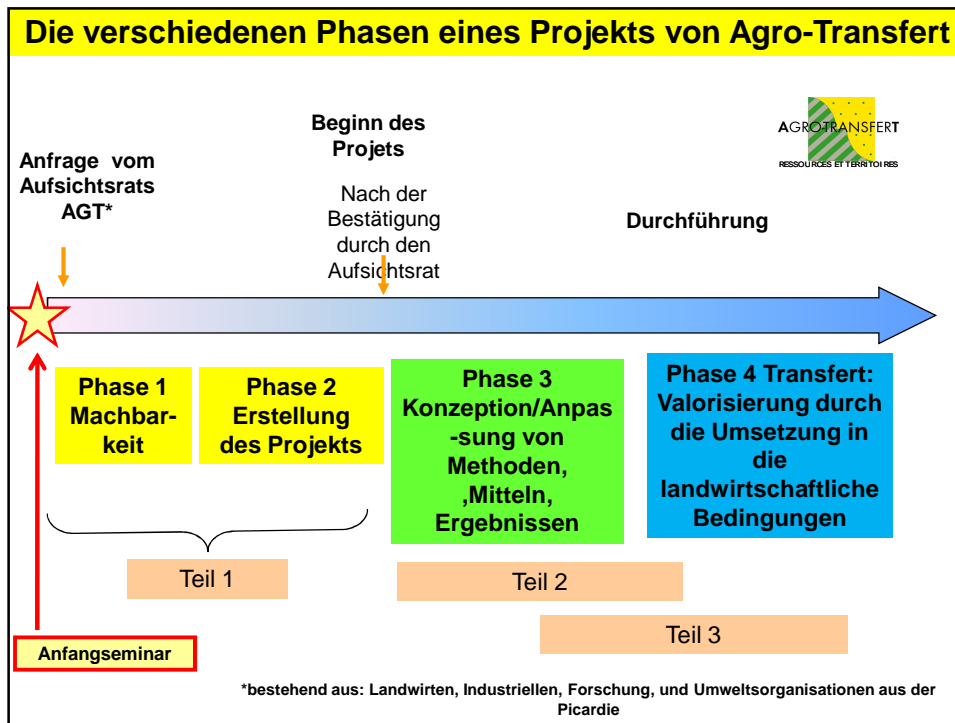 Die verschiedenen Phasen eines Projekts von Agro-Transfert
AGROTRANSFERT
RESSOURCES ET TERRITOIRES
Anfrage vom
Aufsichtsrats
AGT*
Beginn des
Projets
Nach der
Bestätigung
durch den
Aufsichtsrat
Durchführung
Phase 1
Machbar-
keit
Phase 2
Erstellung
des Projekts
Phase 3
Konzeption/Anpas
-sung von
Methoden,
,Mitteln,
Ergebnissen
Phase 4 Transfert:
Valorisierung durch
die Umsetzung in
die
landwirtschaftliche
Bedingungen
Teil 1
Teil 2
Teil 3
Anfangseminar
*bestehend aus: Landwirten, Industriellen, Forschung, und Umweltsorganisationen aus der
Picardie